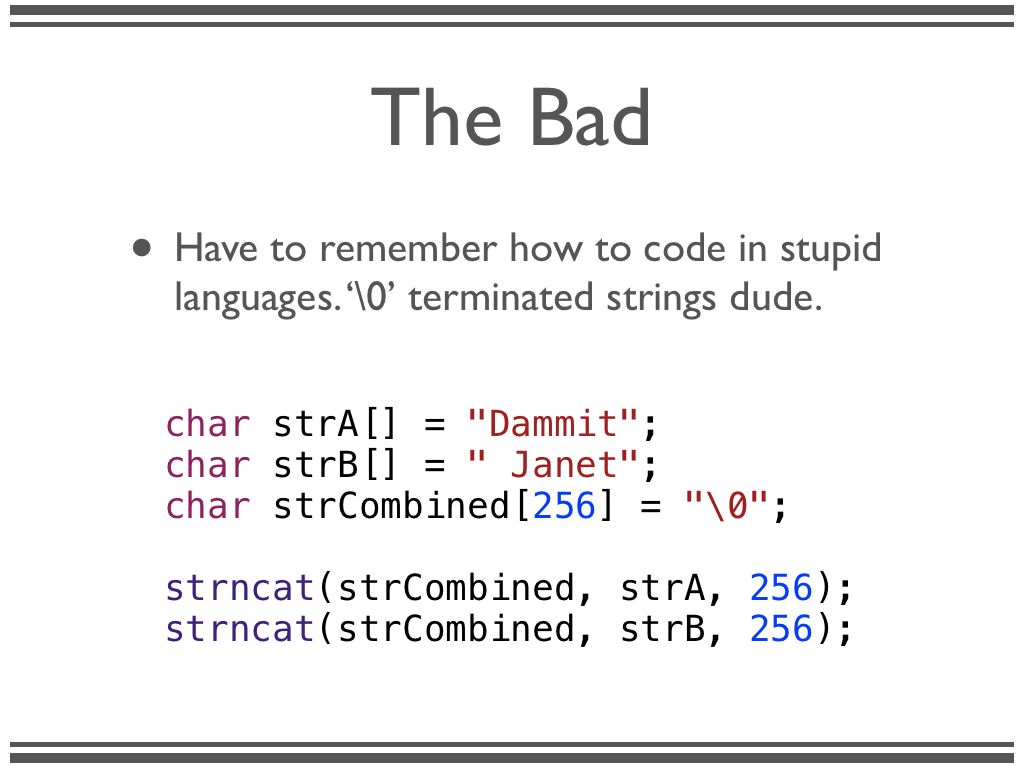 The Bad
• Have to remember how to code in stupid
languages. ‘\0’ terminated strings dude.
char strA[] = "Dammit";
char strB[] = " Janet";
char strCombined[256] = "\0";
strncat(strCombined, strA, 256);
strncat(strCombined, strB, 256);